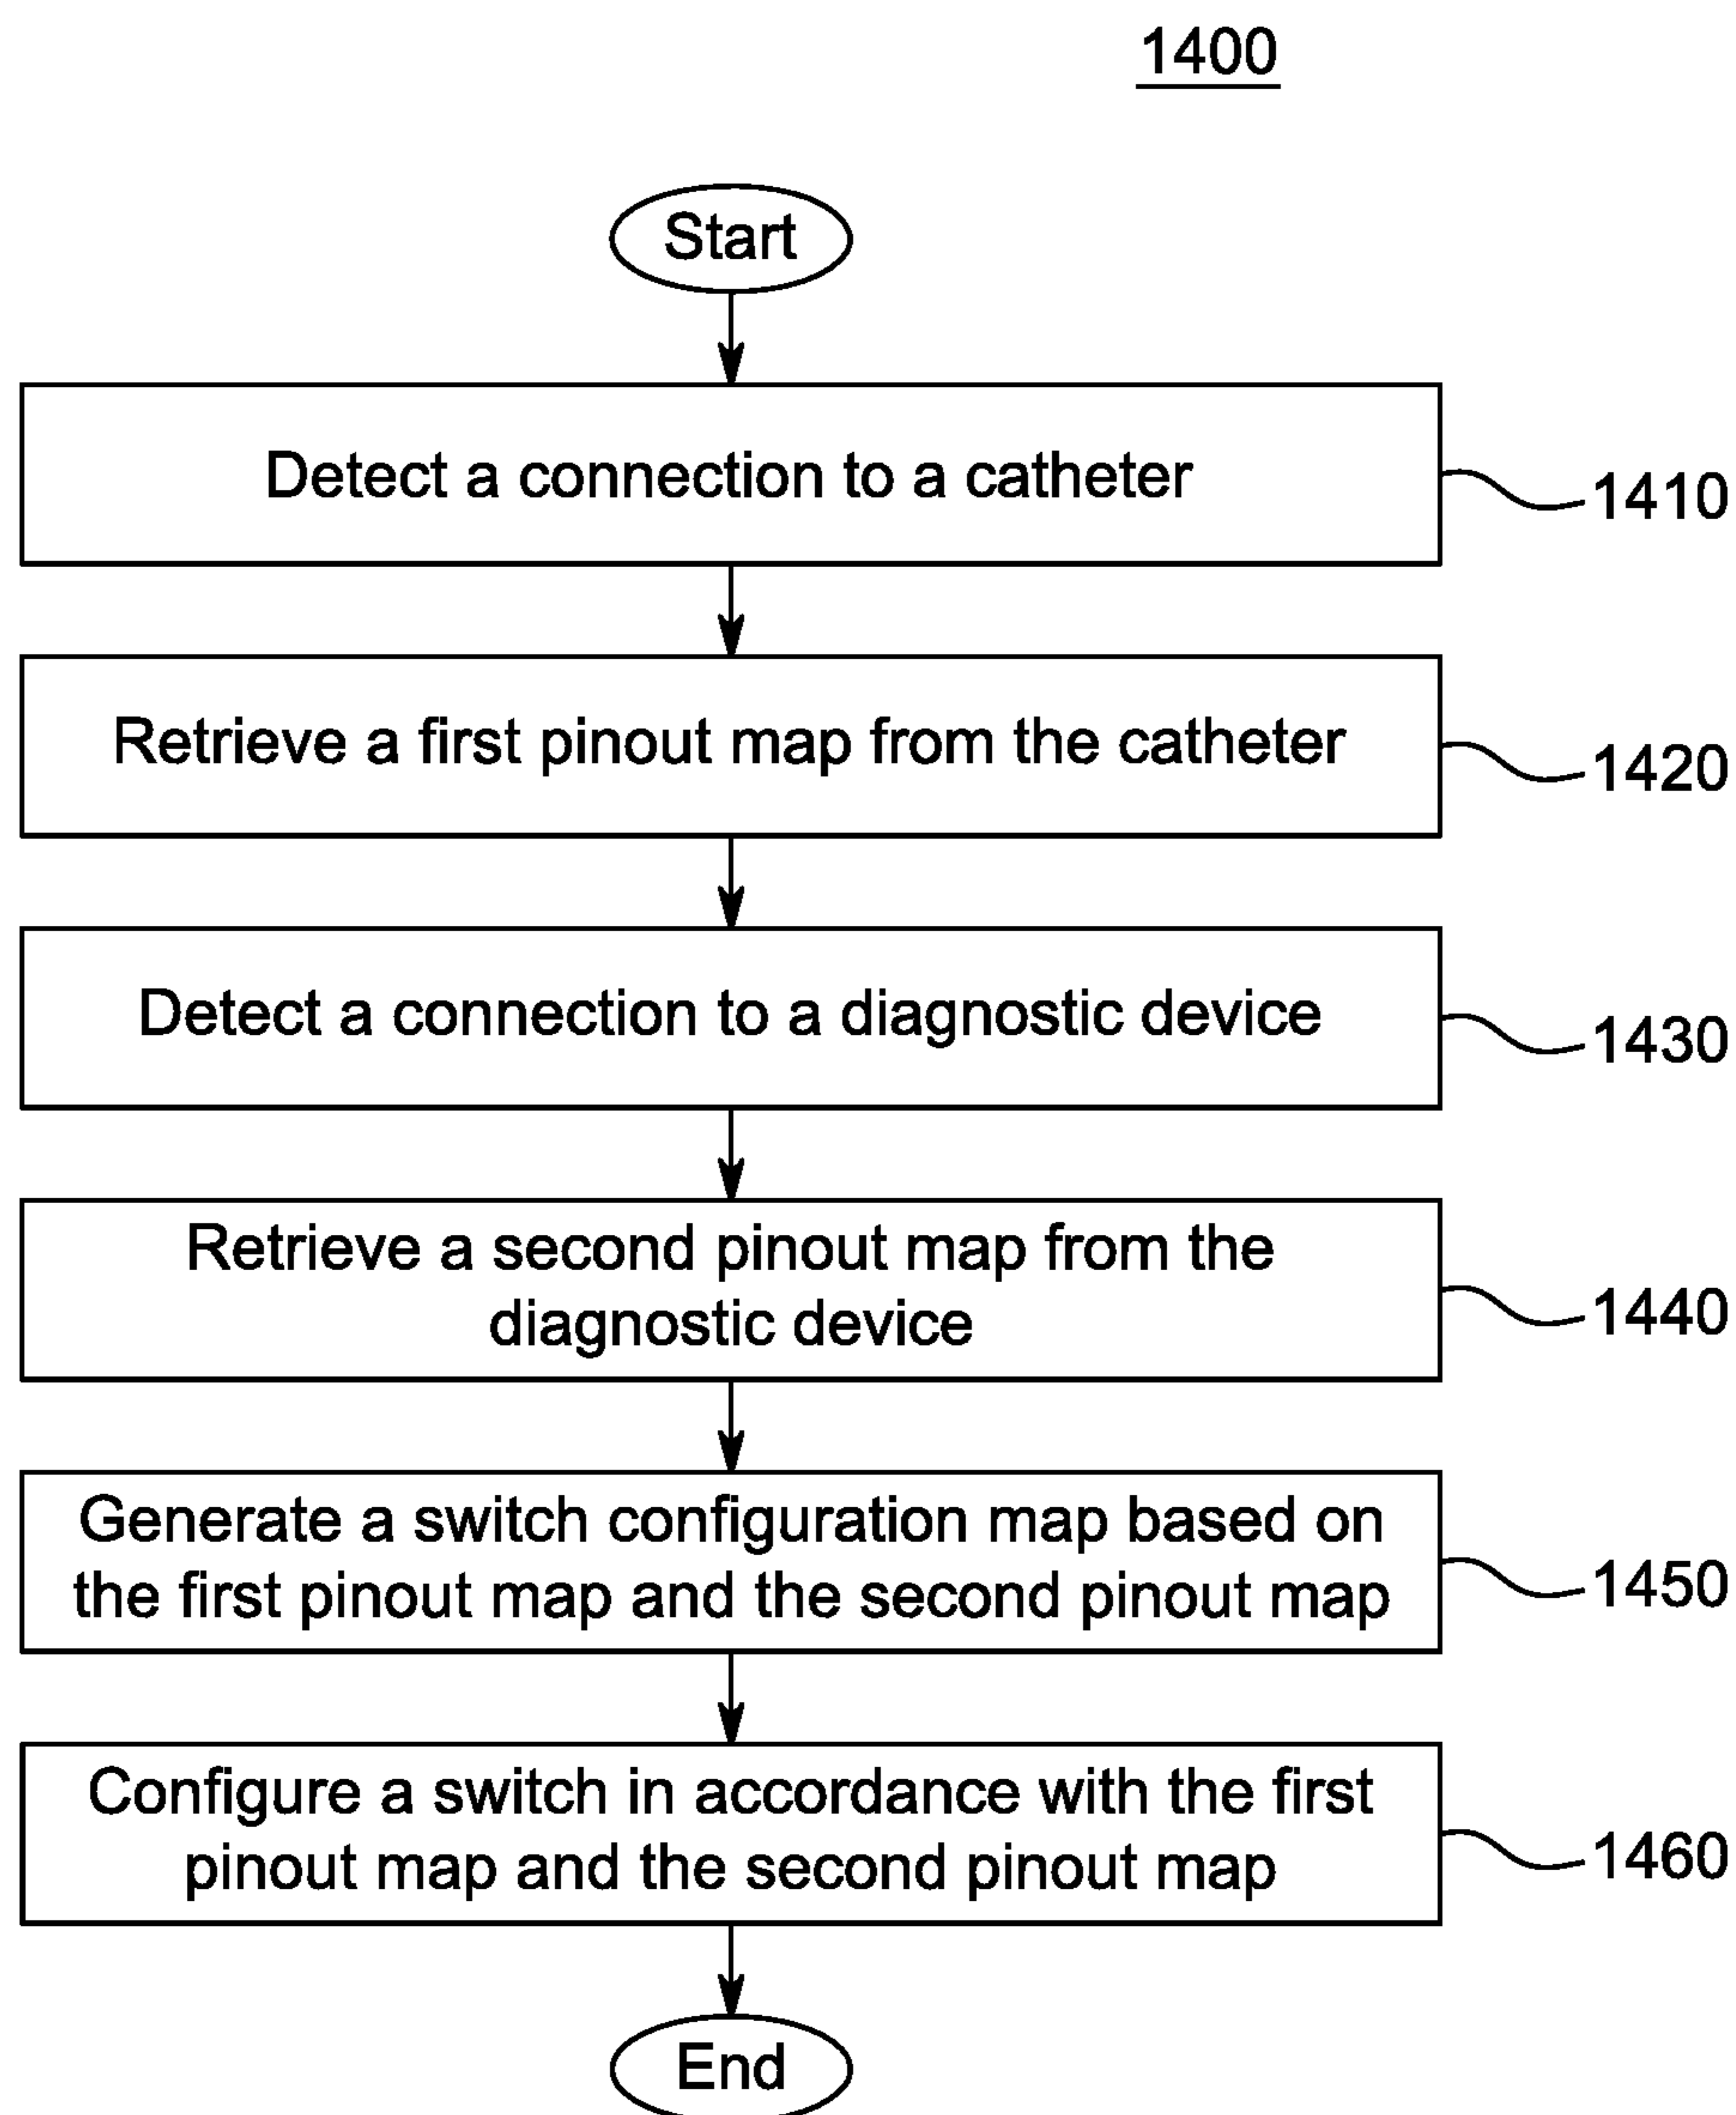 1400
Start
Detect a connection to a catheter
1410
Retrieve a first pinout map from the catheter
1420
Detect a connection to a diagnostic device
1430
Retrieve a second pinout map from the
diagnostic device
1440
Generate a switch configuration map based on
the first pinout map and the second pinout map
1450
Configure a switch in accordance with the first
pinout map and the second pinout map
1460
End